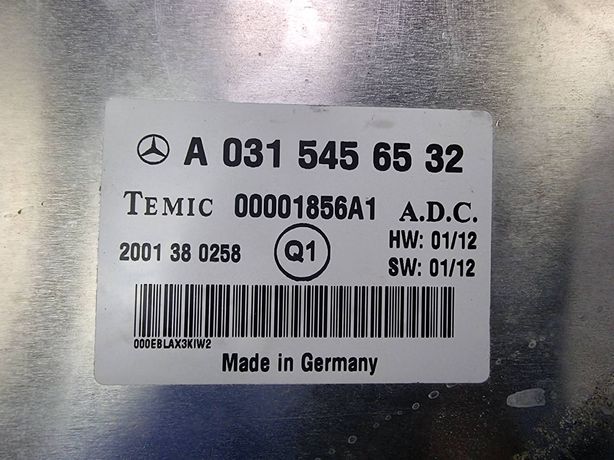 A 031 545 65 32
TEMIC 00001856A1 A.D.C.
2001 38 0258 Q1 HW: 01/12
SW: 01/12
000EBLAX3KIW2
Made in Germany